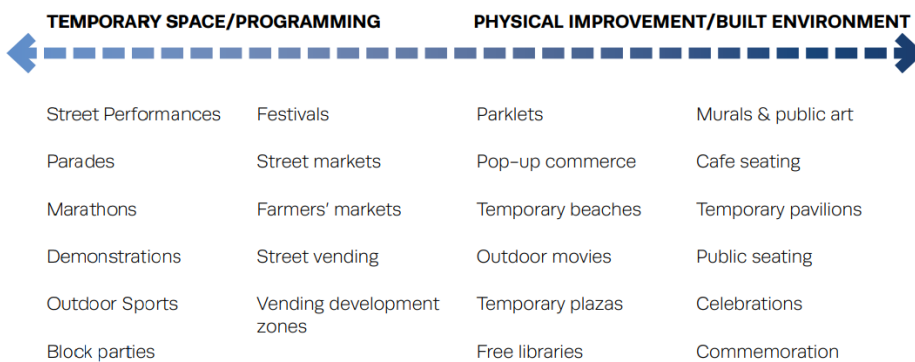 TEMPORARY SPACE/PROGRAMMING
PHYSICAL IMPROVEMENT/BUILT ENVIRONMENT
Street Performances
Parades
Marathons
Demonstrations
Outdoor Sports
Block parties
Festivals
Street markets
Farmers' markets
Street vending
Vending development
zones
Parklets
Pop-up commerce
Temporary beaches
Outdoor movies
Temporary plazas
Free libraries
Murals & public art
Cafe seating
Temporary pavilions
Public seating
Celebrations
Commemoration